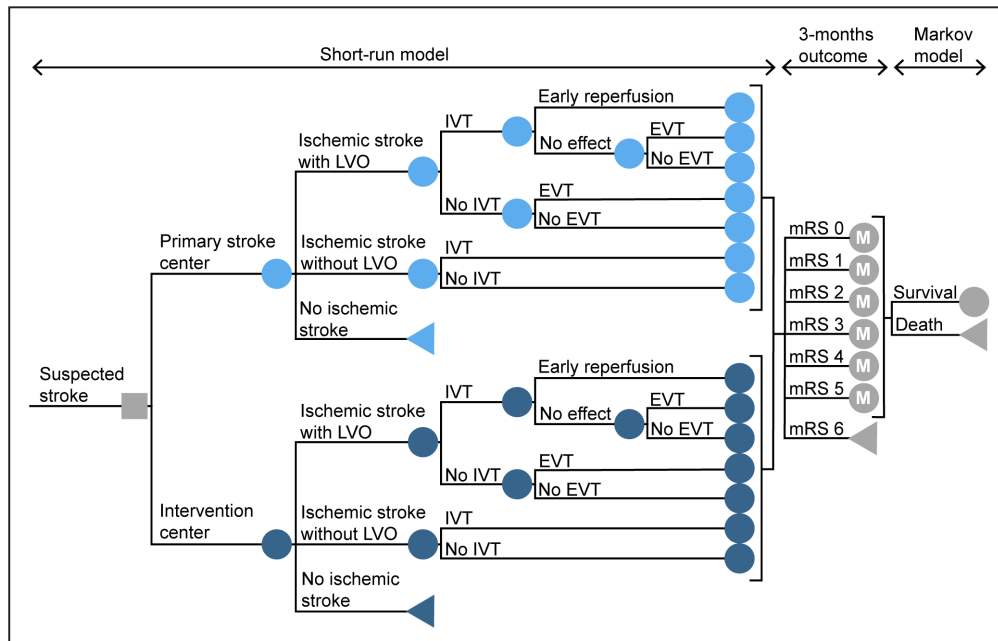 Short-run model
3-months
outcome
Markov
model
Suspected
stroke
Primary stroke
center
Ischemic stroke
with LVO
IVT
Early reperfusion
No effect
EVT
No EVT
No IVT
EVT
No EVT
Ischemic stroke
without LVO
IVT
No IVT
No ischemic
stroke
Intervention
center
Ischemic stroke
with LVO
IVT
Early reperfusion
No effect
EVT
No EVT
No IVT
EVT
No EVT
Ischemic stroke
without LVO
IVT
No IVT
No ischemic
stroke
mRS 0
M
mRS 1
M
mRS 2
M
mRS 3
M
mRS 4
M
mRS 5
M
mRS 6
Survival
Death